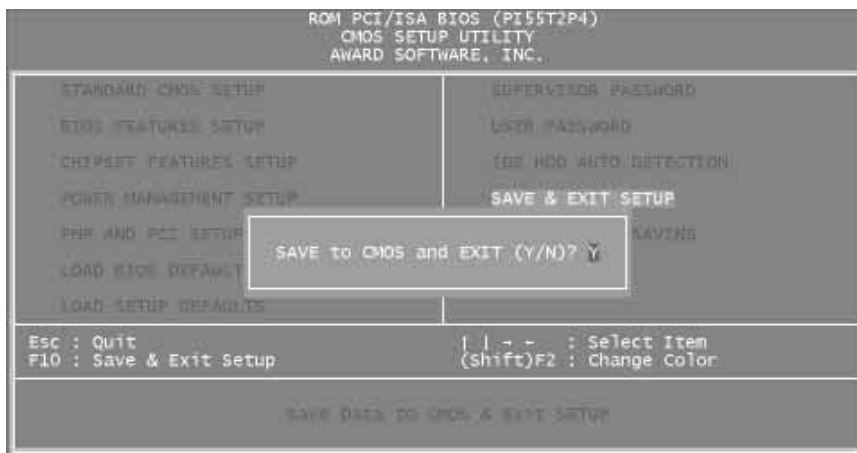 ROM PCI/ISA BIOS (PI55T2P4)
CMOS SETUP UTILITY
AWARD SOFTWARE, INC.
STANDARD CMOS SETUP
BIOS FEATURES SETUP
CHIPSET FEATURES SETUP
POWER MANAGEMENT SETUP
PNP AND PCI SETUP
LOAD BIOS DEFAULT
LOAD SETUP DEFAULTS
SUPERVISOR PASSWORD
USER PASSWORD
IDE HDD AUTO DETECTION
SAVE & EXIT SETUP
SAVING
SAVE to CMOS and EXIT (Y/N)? Y
Esc : Quit
F10 : Save & Exit Setup
: Select Item
(Shift)F2 : Change Color
Save Data to CMOS & Exit SETUP